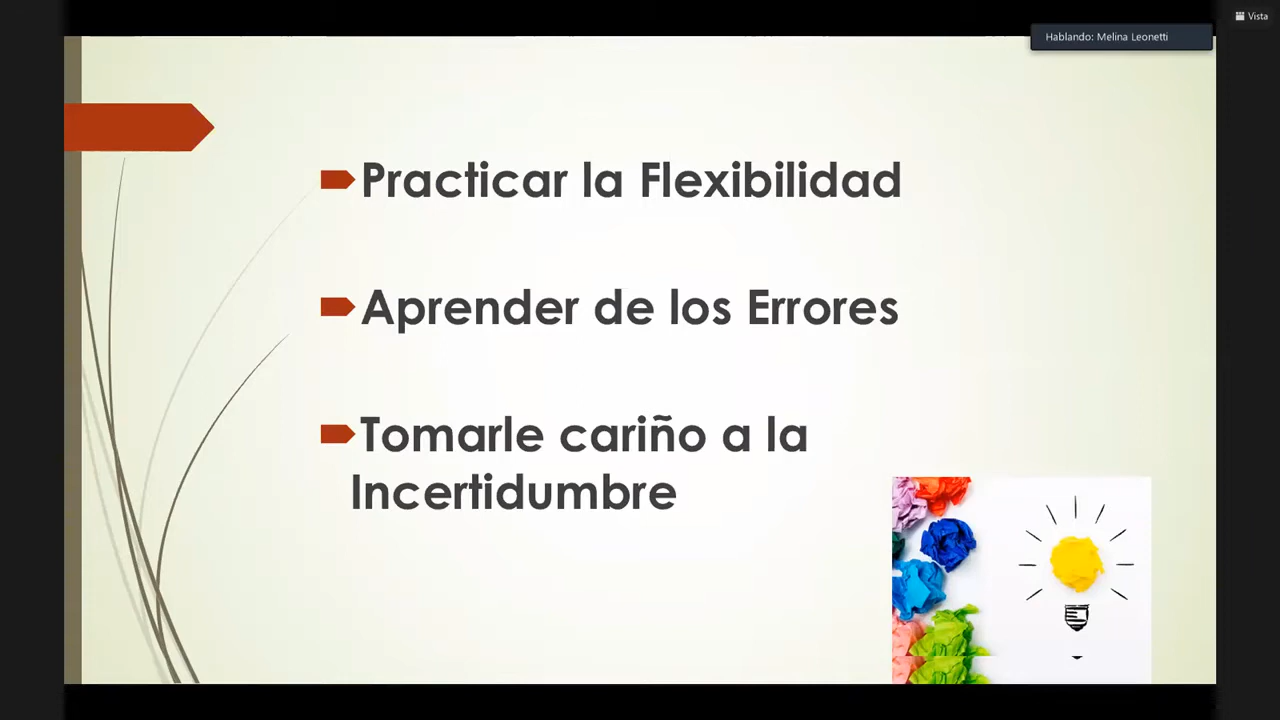 Vista
Hablando: Melina Leonetti
Practicar la Flexibilidad
Aprender de los Errores
Tomarle cariño a la
Incertidumbre